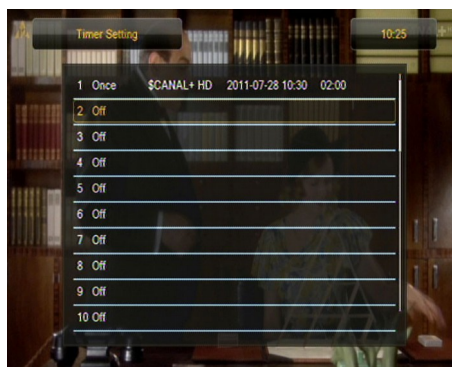 Timer Setting 10:25
1 Once $CANAL+ HD 2011-07-28 10:30 02:00
2 Off
3 Off
4 Off
5 Off
6 Off
7 Off
8 Off
9 Off
10 Off